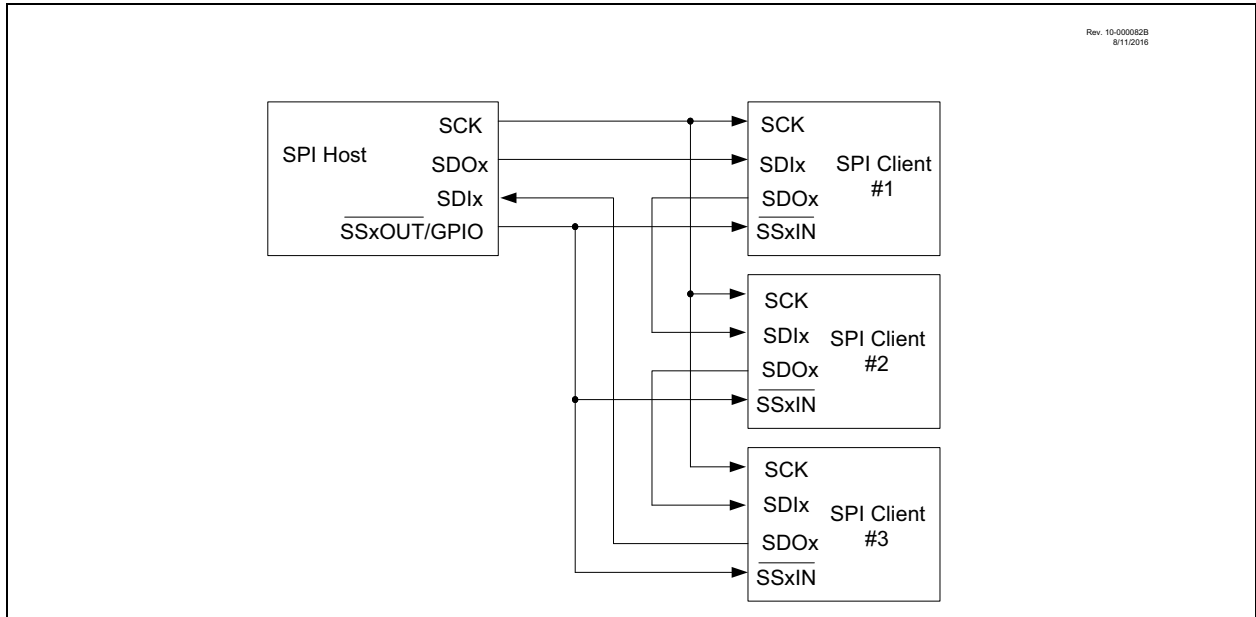 Rev. 10-000082B
8/11/2016
SPI Host
SCK
SDOx
SDIx
SSxOUT/GPIO
SCK
SDIx
SDOx
SSxIN
SPI Client
#1
SCK
SDIx
SDOx
SSxIN
SPI Client
#2
SCK
SDIx
SDOx
SSxIN
SPI Client
#3